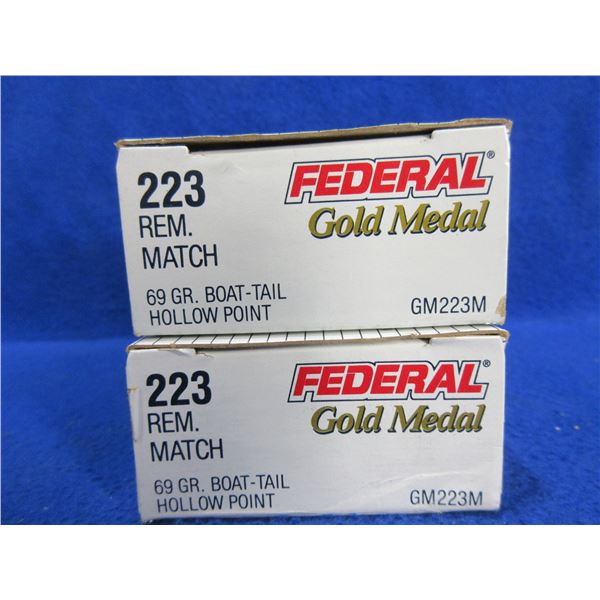 223
REM.
MATCH
69 GR. BOAT-TAIL
HOLLOW POINT
FEDERAL®
Gold Medal
GM223M
223
REM.
MATCH
69 GR. BOAT-TAIL
HOLLOW POINT
FEDERAL®
Gold Medal
GM223M